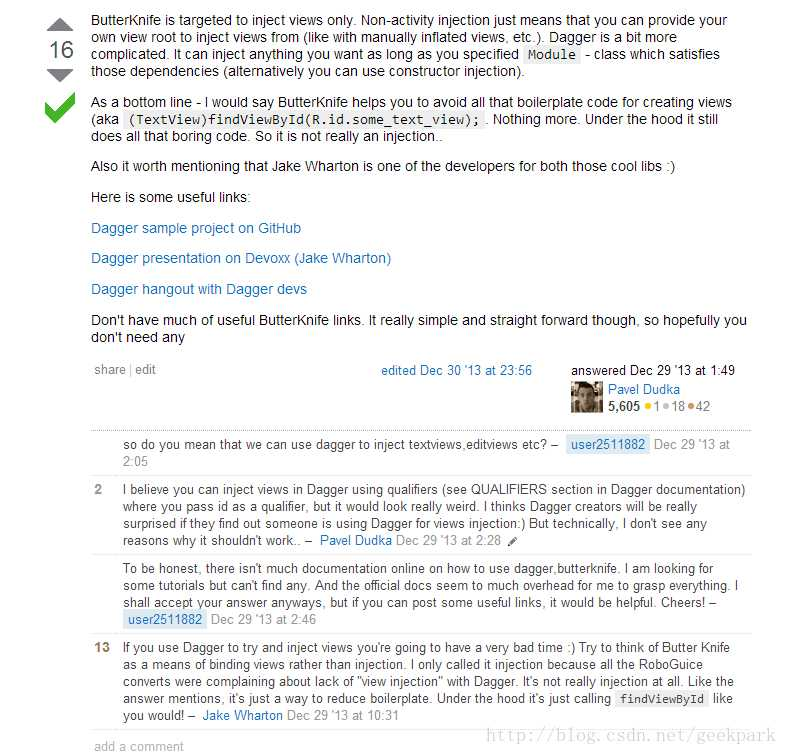 ButterKnife is targeted to inject views only. Non-activity injection just means that you can provide your
own view root to inject views from (like with manually inflated views, etc.). Dagger is a bit more
16
complicated. It can inject anything you want as long as you specified Module - class which satisfies
those dependencies (alternatively you can use constructor injection).
As a bottom line - I would say ButterKnife helps you to avoid all that boilerplate code for creating views
(aka (TextView)findViewById(R.id.some_text_view); . Nothing more. Under the hood it still
does all that boring code. So it is not really an injection..
Also it worth mentioning that Jake Wharton is one of the developers for both those cool libs :)
Here is some useful links:
Dagger sample project on GitHub
Dagger presentation on Devoxx (Jake Wharton)
Dagger hangout with Dagger devs
Don't have much of useful ButterKnife links. It really simple and straight forward though, so hopefully you
don't need any
share | edit
edited Dec 30 '13 at 23:56
answered Dec 29 '13 at 1:49
Pavel Dudka
5,605 ●1 ●18 ●42
so do you mean that we can use dagger to inject textviews,editviews etc? – user2511882 Dec 29 '13 at
2:05
2 I believe you can inject views in Dagger using qualifiers (see QUALIFIERS section in Dagger documentation)
where you pass id as a qualifier, but it would look really weird. I thinks Dagger creators will be really
surprised if they find out someone is using Dagger for views injection:) But technically, I don't see any
reasons why it shouldn't work.. – Pavel Dudka Dec 29 '13 at 2:28
To be honest, there isn't much documentation online on how to use dagger,butterknife. I am looking for
some tutorials but can't find any. And the official docs seem to much overhead for me to grasp everything. I
shall accept your answer anyways, but if you can post some useful links, it would be helpful. Cheers! –
user2511882 Dec 29 '13 at 2:46
13 If you use Dagger to try and inject views you're going to have a very bad time :) Try to think of Butter Knife
as a means of binding views rather than injection. I only called it injection because all the RoboGuice
converts were complaining about lack of "view injection" with Dagger. It's not really injection at all. Like the
answer mentions, it's just a way to reduce boilerplate. Under the hood it's just calling findViewById like
you would! – Jake Wharton Dec 29 '13 at 10:31
http://blog.csdn.net/geekpark
add a comment